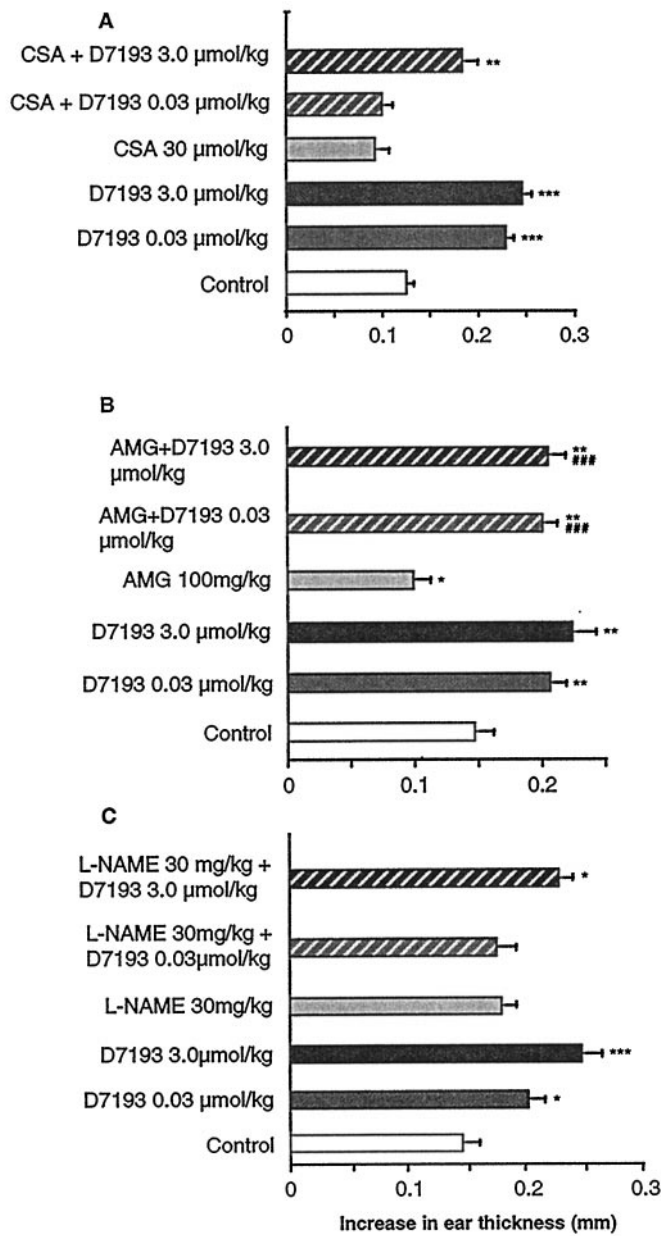 A
CSA + D7193 3.0 µmol/kg
**
CSA + D7193 0.03 µmol/kg
CSA 30 µmol/kg
D7193 3.0 µmol/kg
***
D7193 0.03 µmol/kg
***
Control
0 0.1 0.2 0.3
B
AMG+D7193 3.0
µmol/kg
**
###
AMG+D7193 0.03
µmol/kg
**
###
AMG 100mg/kg
*
D7193 3.0 µmol/kg
**
D7193 0.03 µmol/kg
**
Control
0 0.1 0.2
C
L-NAME 30 mg/kg +
D7193 3.0 µmol/kg
*
L-NAME 30mg/kg +
D7193 0.03µmol/kg
L-NAME 30mg/kg
D7193 3.0µmol/kg
***
D7193 0.03 µmol/kg
*
Control
0 0.1 0.2 0.3
Increase in ear thickness (mm)